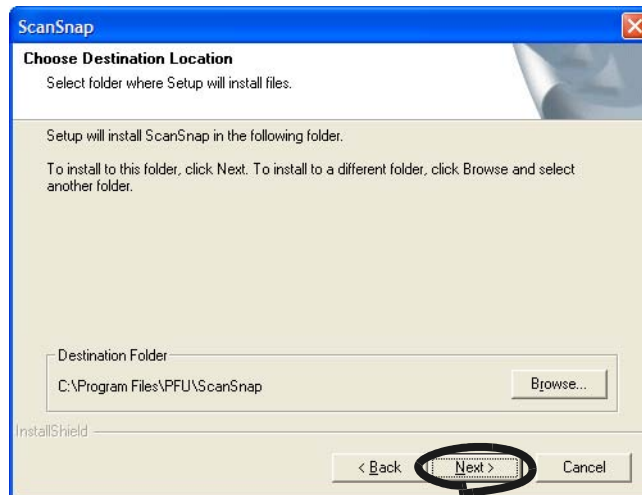 ScanSnap
Choose Destination Location
Select folder where Setup will install files.
Setup will install ScanSnap in the following folder.
To install to this folder, click Next. To install to a different folder, click Browse and select
another folder.
Destination Folder
C:\Program Files\PFU\ScanSnap
Browse...
InstallShield
< Back
Next >
Cancel